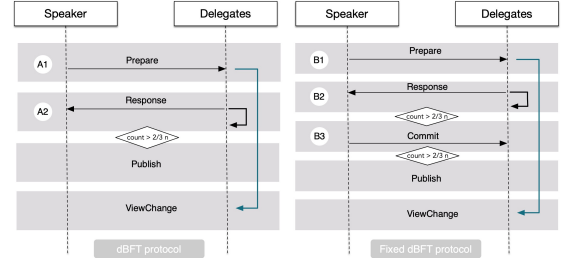 Speaker
Delegates
A1
Prepare
A2
Response
count > 2/3 n
Publish
ViewChange
dBFT protocol
Speaker
Delegates
B1
Prepare
B2
Response
count > 2/3 n
B3
Commit
count > 2/3 n
Publish
ViewChange
Fixed dBFT protocol